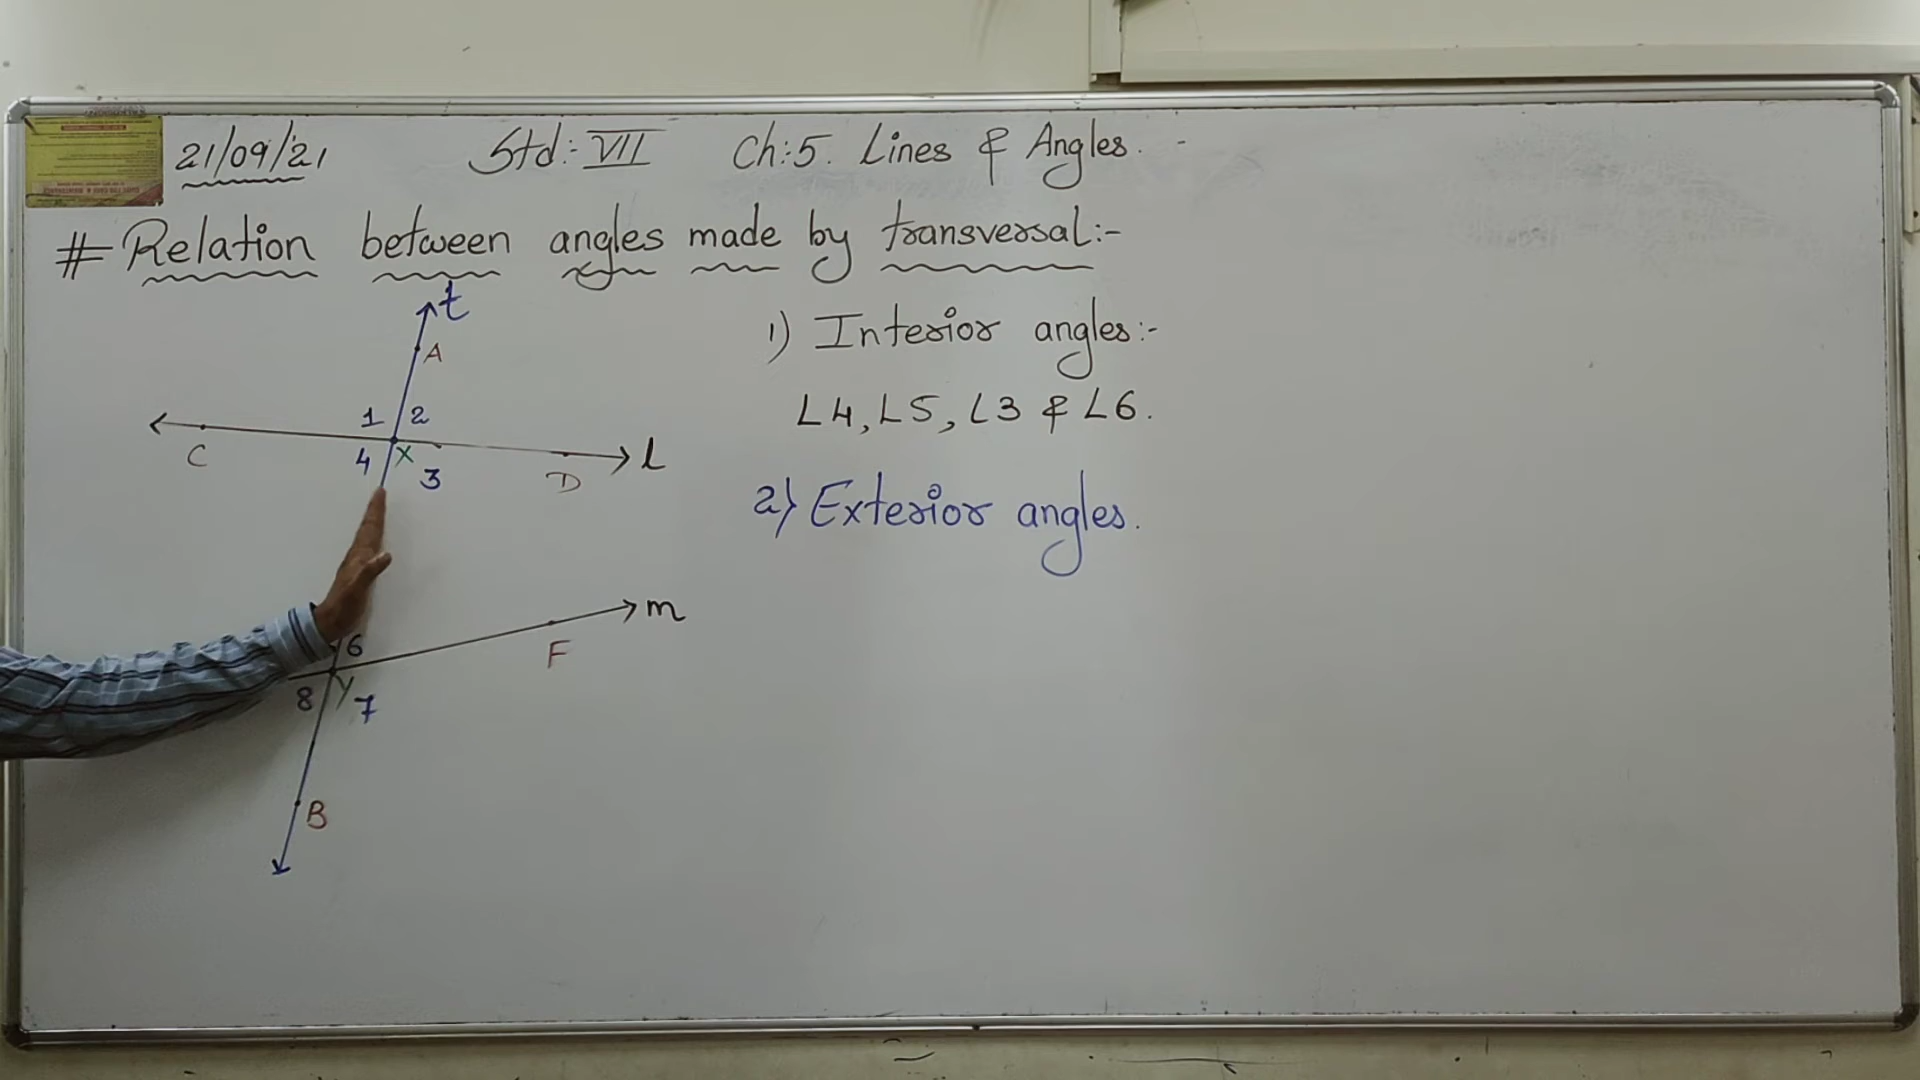 21/09/21 Std:- VII Ch:5. Lines & Angles.
# Relation between angles made by transversal:-
t
A
1 2
C 4 X 3 D l
1) Interior angles:-
∠4, ∠5, ∠3 & ∠6.
2) Exterior angles.
m
6 F
8 Y 7
B